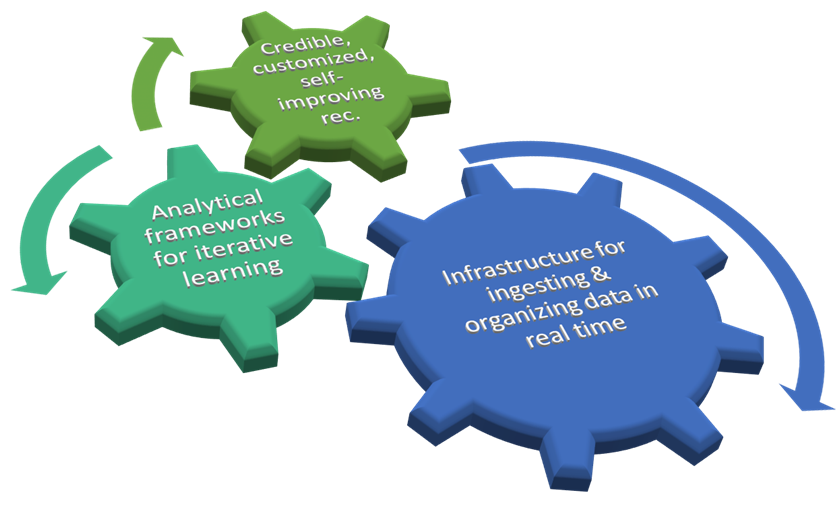 Credible,
customized,
self-
improving
rec.
Analytical
frameworks
for iterative
learning
Infrastructure for
ingesting &
organizing data in
real time